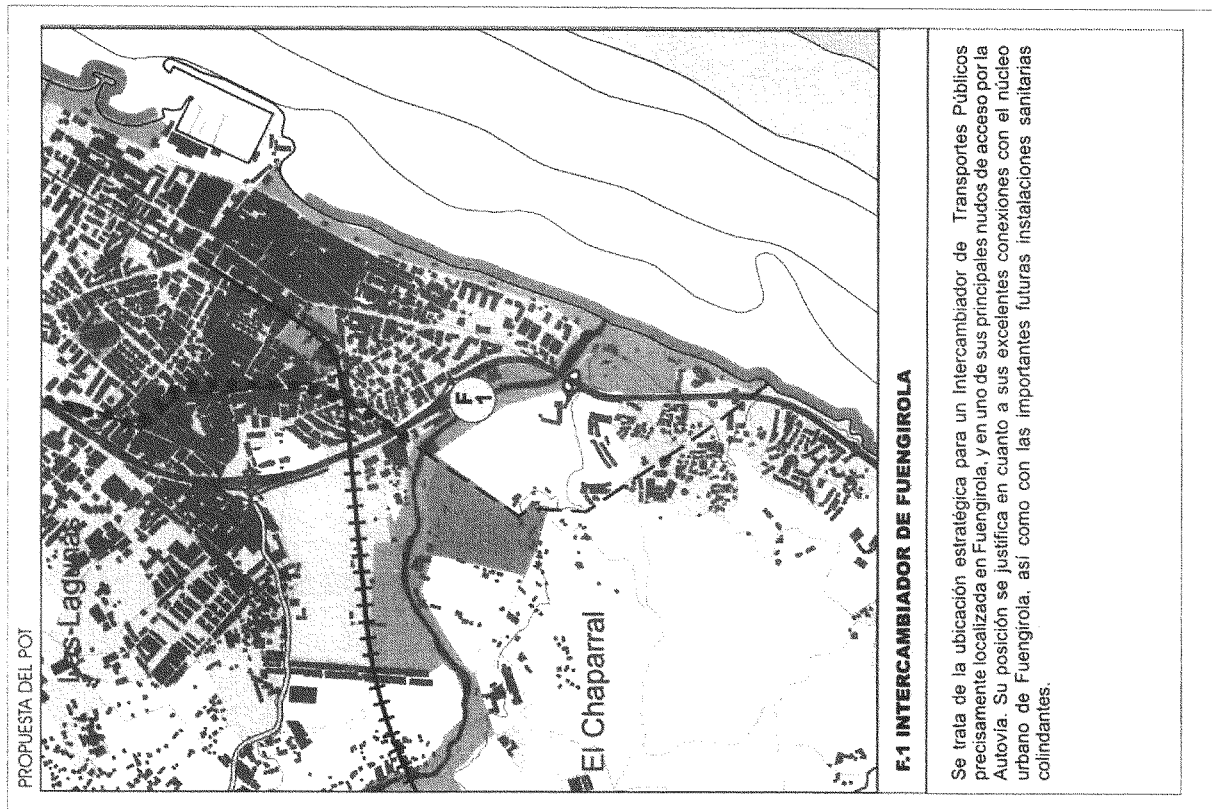 PROPUESTA DEL POT
Las Lagunas
F
1
El Chaparral
F.1 INTERCAMBIADOR DE FUENGIROLA
Se trata de la ubicación estratégica para un Intercambiador de Transportes Públicos
precisamente localizada en Fuengirola, y en uno de sus principales nudos de acceso por la
Autovía. Su posición se justifica en cuanto a sus excelentes conexiones con el núcleo
urbano de Fuengirola, así como con las importantes futuras instalaciones sanitarias
colindantes.